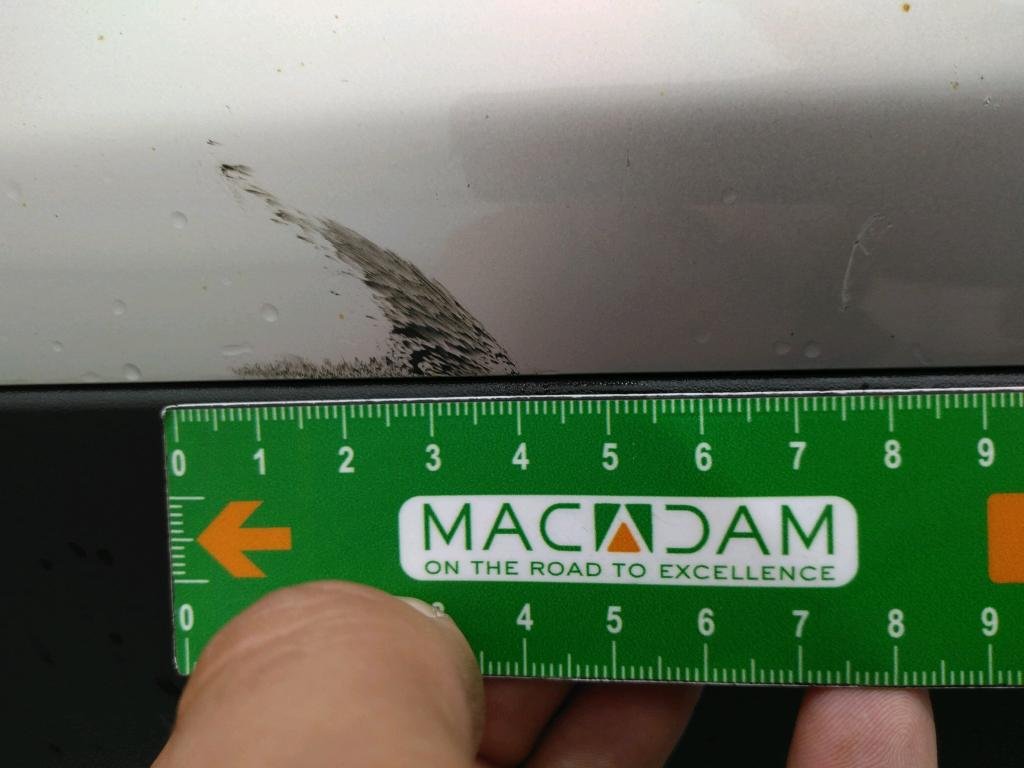 0 1 2 3 4 5 6 7 8 9
MACADAM
ON THE ROAD TO EXCELLENCE
0 3 4 5 6 7 8 9